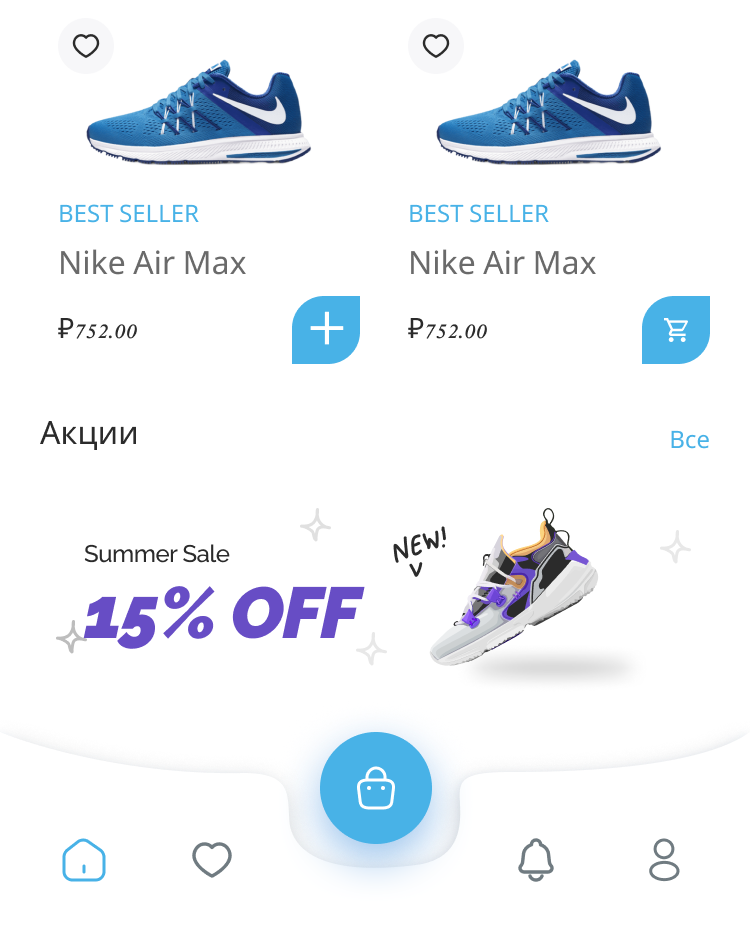 BEST SELLER
Nike Air Max
₽752.00
BEST SELLER
Nike Air Max
₽752.00
Акции
Все
Summer Sale
15% OFF
NEW!